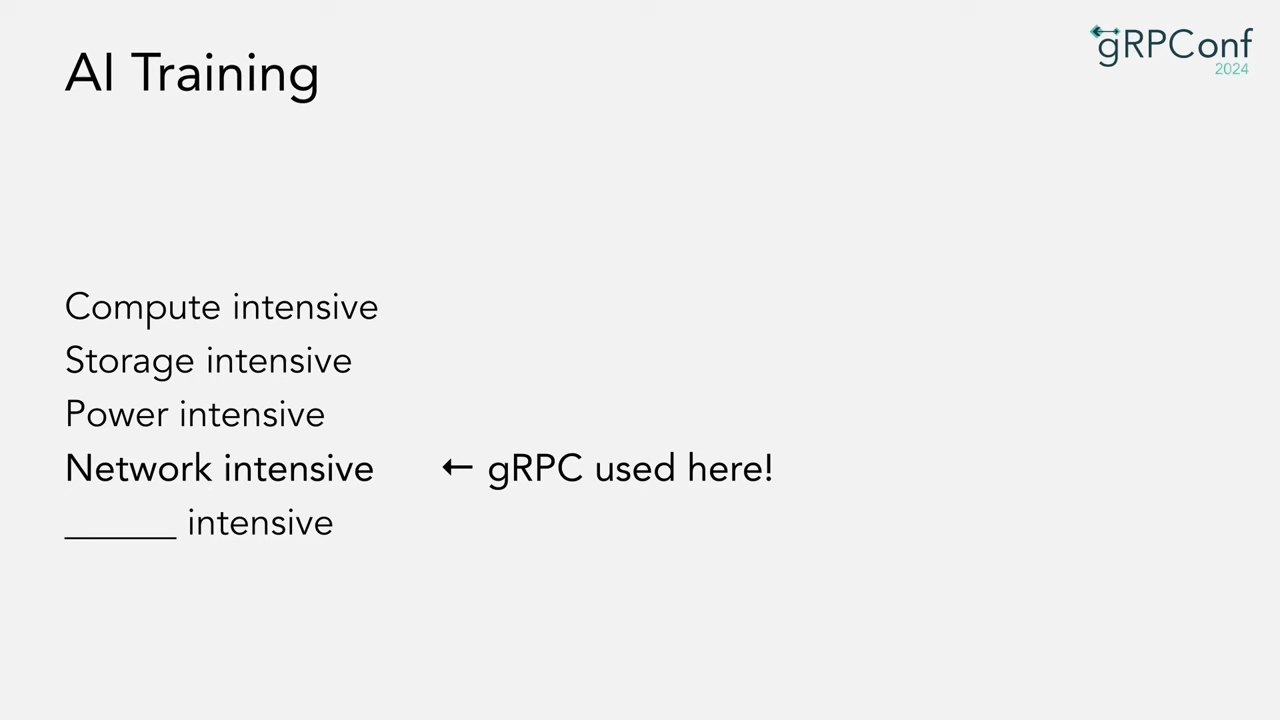 AI Training
gRPConf
2024
Compute intensive
Storage intensive
Power intensive
Network intensive ← gRPC used here!
______ intensive